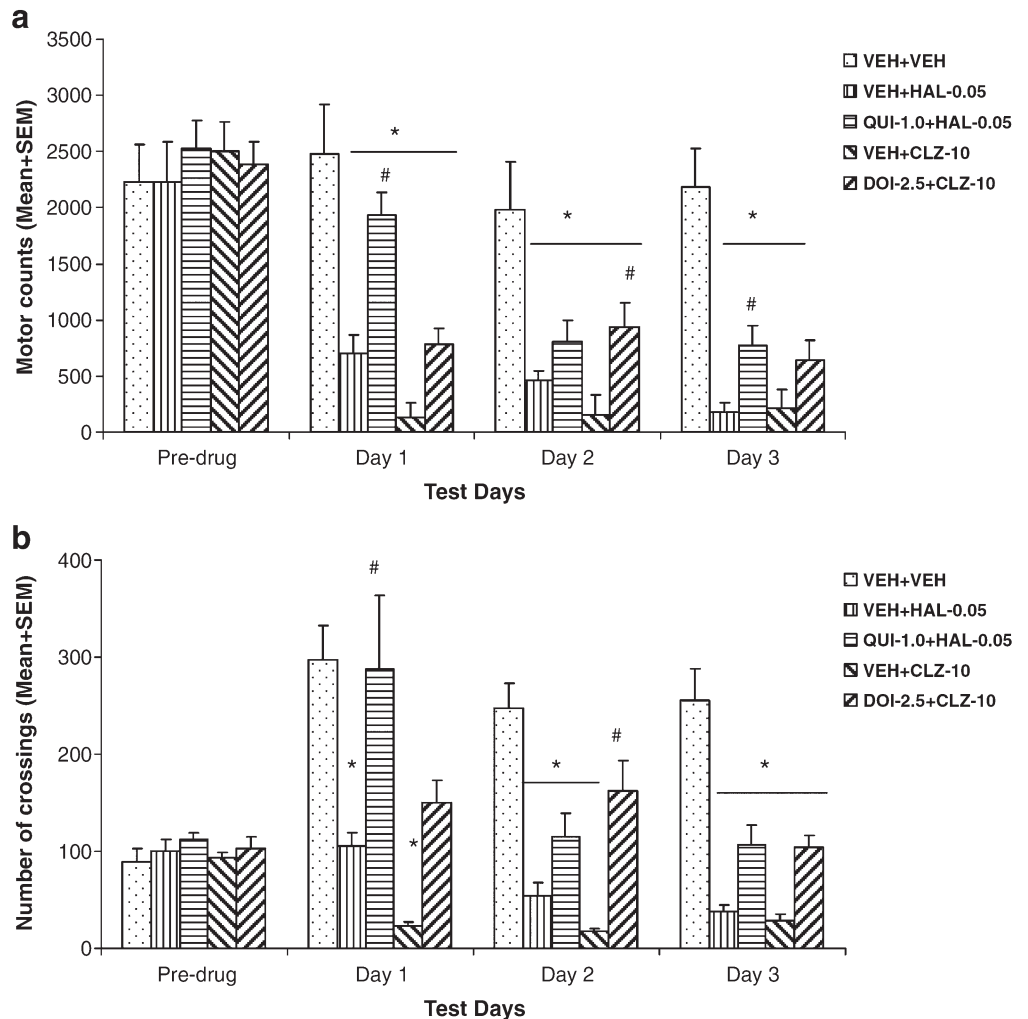 a
3500
3000
2500
2000
1500
1000
500
0
Motor counts (Mean+SEM)
*
#
*
#
*
#
Pre-drug
Day 1
Day 2
Day 3
Test Days
VEH+VEH
VEH+HAL-0.05
QUI-1.0+HAL-0.05
VEH+CLZ-10
DOI-2.5+CLZ-10
b
400
300
200
100
0
Number of crossings (Mean+SEM)
#
*
*
*
#
*
Pre-drug
Day 1
Day 2
Day 3
Test Days
VEH+VEH
VEH+HAL-0.05
QUI-1.0+HAL-0.05
VEH+CLZ-10
DOI-2.5+CLZ-10